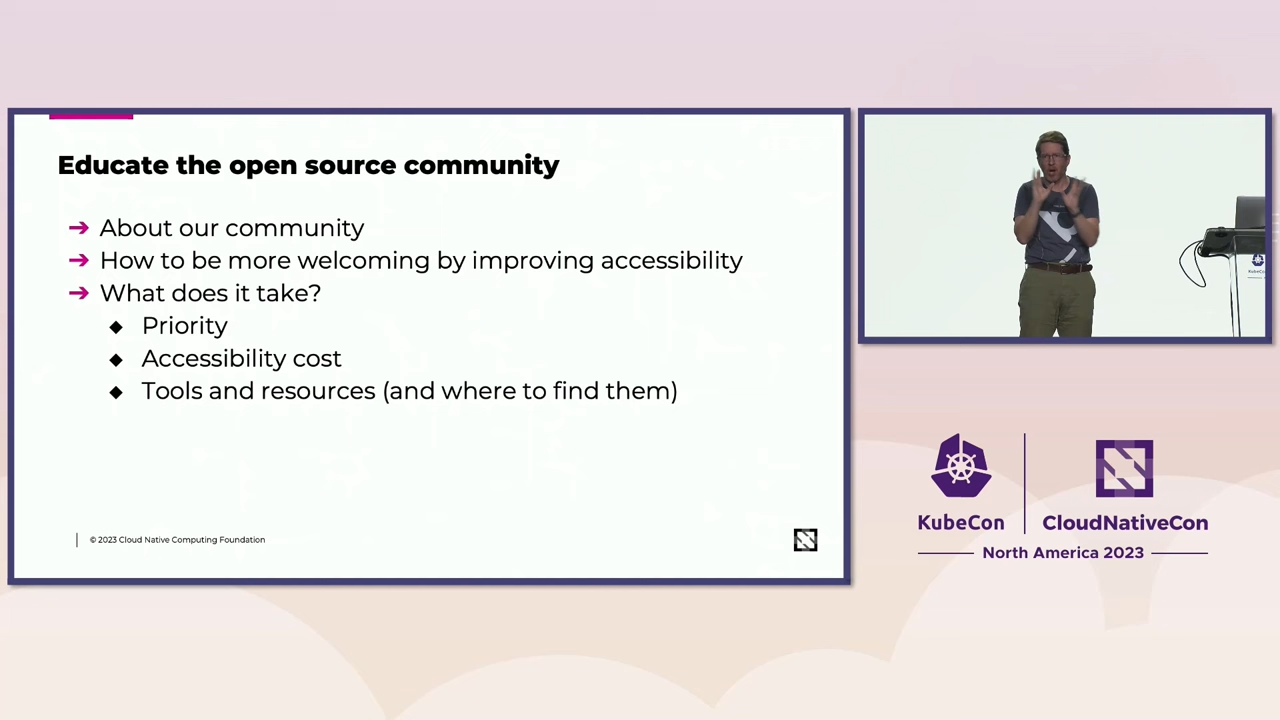 Educate the open source community
➔ About our community
➔ How to be more welcoming by improving accessibility
➔ What does it take?
◆ Priority
◆ Accessibility cost
◆ Tools and resources (and where to find them)
© 2023 Cloud Native Computing Foundation
KubeCon
CloudNativeCon
North America 2023